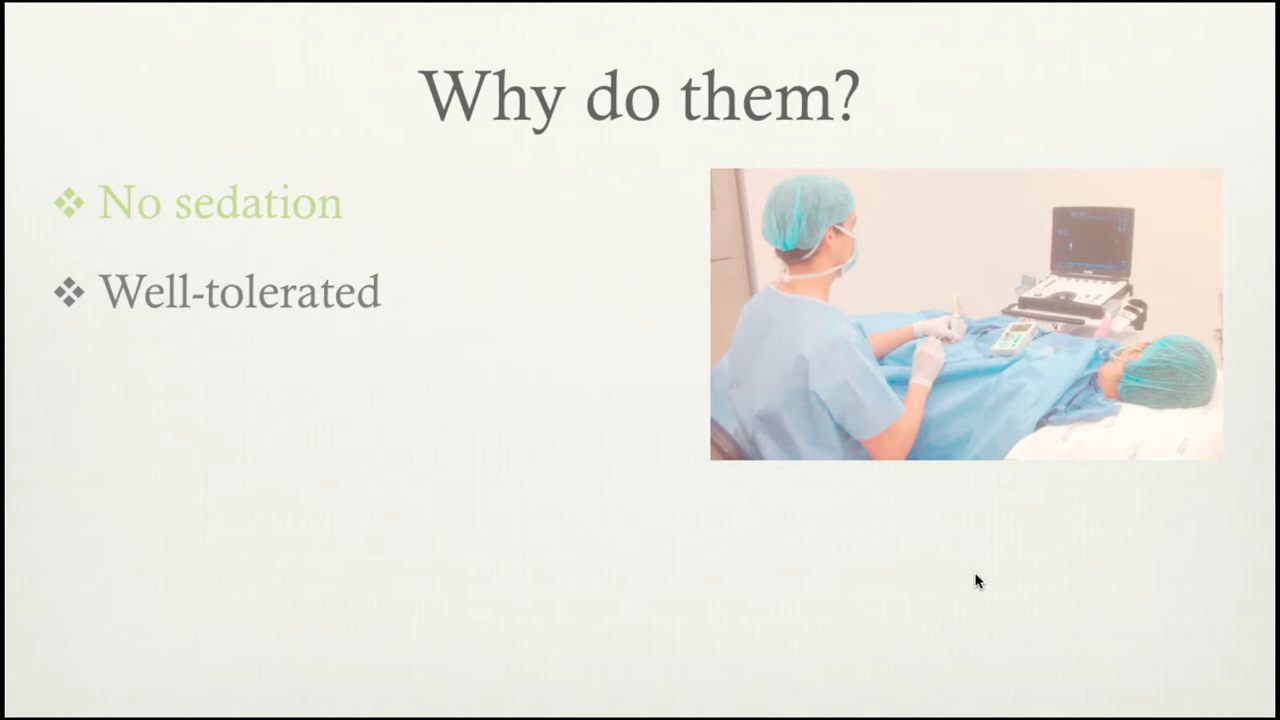 Why do them?
❖ No sedation
❖ Well-tolerated